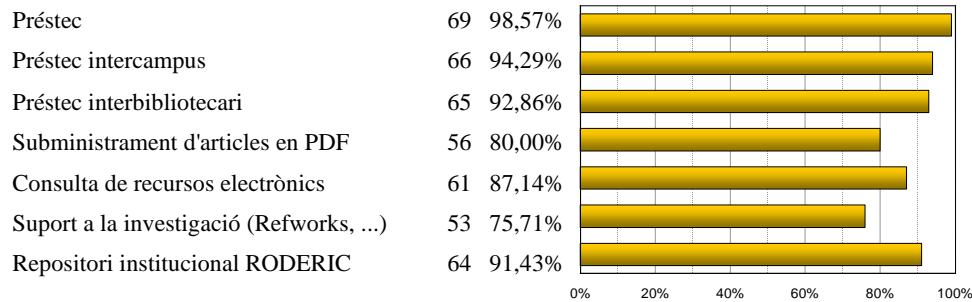 Préstec 69 98,57%
Préstec intercampus 66 94,29%
Préstec interbibliotecari 65 92,86%
Subministrament d'articles en PDF 56 80,00%
Consulta de recursos electrònics 61 87,14%
Suport a la investigació (Refworks, ...) 53 75,71%
Repositori institucional RODERIC 64 91,43%
0% 20% 40% 60% 80% 100%